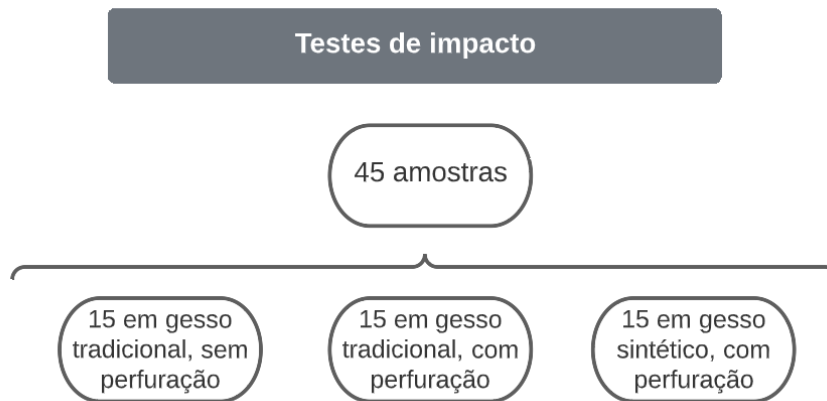 Testes de impacto
45 amostras
15 em gesso
tradicional, sem
perfuração
15 em gesso
tradicional, com
perfuração
15 em gesso
sintético, com
perfuração